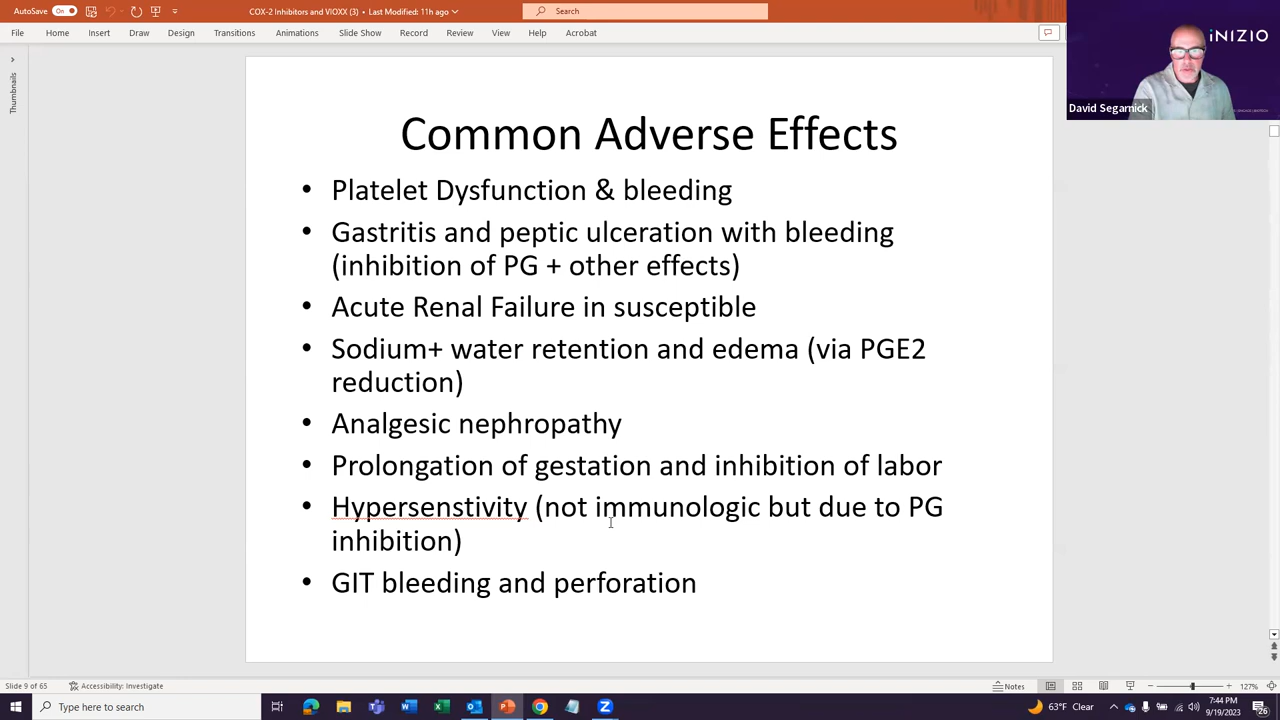 AutoSave On COX-2 Inhibitors and VIOXX (3) • Last Modified: 11h ago Search
File Home Insert Draw Design Transitions Animations Slide Show Record Review View Help Acrobat
iNIZIO
David Segarnick
Thumbnails
Common Adverse Effects
• Platelet Dysfunction & bleeding
• Gastritis and peptic ulceration with bleeding
(inhibition of PG + other effects)
• Acute Renal Failure in susceptible
• Sodium+ water retention and edema (via PGE2
reduction)
• Analgesic nephropathy
• Prolongation of gestation and inhibition of labor
• Hypersenstivity (not immunologic but due to PG
inhibition)
• GIT bleeding and perforation
Slide 9 of 65 Accessibility: Investigate Notes 127%
Type here to search 63°F Clear 7:44 PM
9/19/2023 26